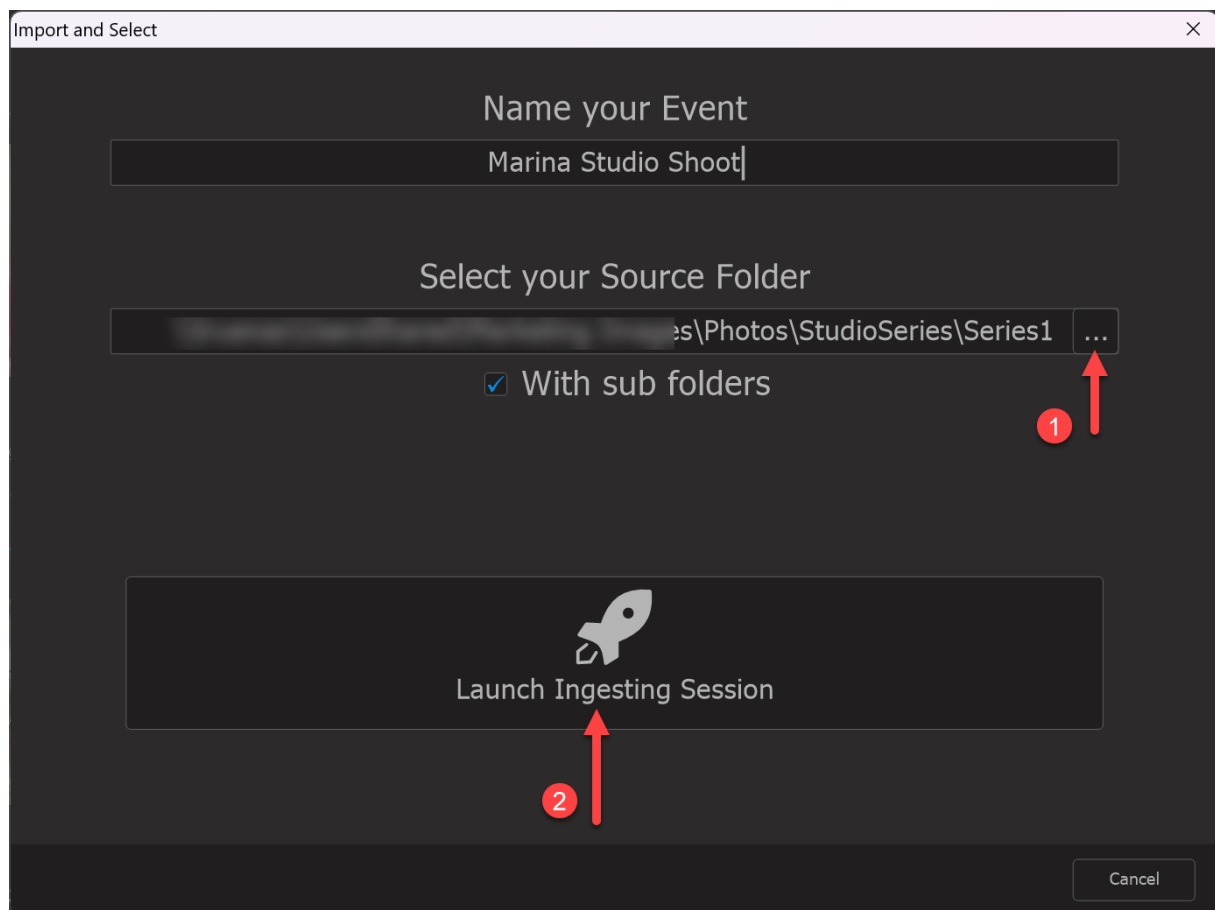 Import and Select
Name your Event
Marina Studio Shoot
Select your Source Folder
es\Photos\StudioSeries\Series1 ...
With sub folders
1
Launch Ingesting Session
2
Cancel